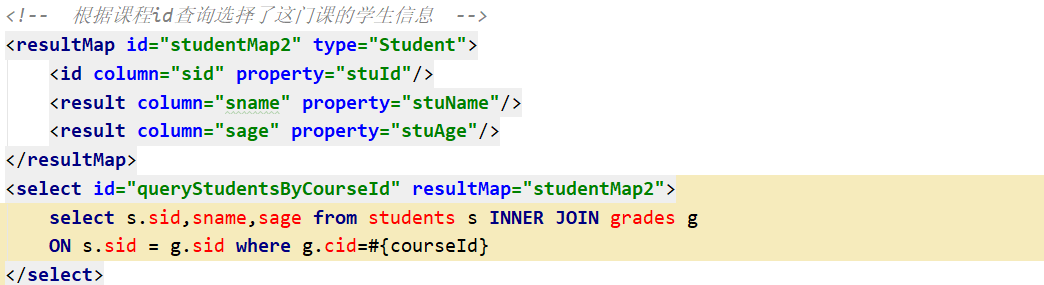 <!--  根据课程id查询选择了这门课的学生信息  -->
<resultMap id="studentMap2" type="Student">
    <id column="sid" property="stuId"/>
    <result column="sname" property="stuName"/>
    <result column="sage" property="stuAge"/>
</resultMap>
<select id="queryStudentsByCourseId" resultMap="studentMap2">
    select s.sid,sname,sage from students s INNER JOIN grades g
    ON s.sid = g.sid where g.cid=#{courseId}
</select>